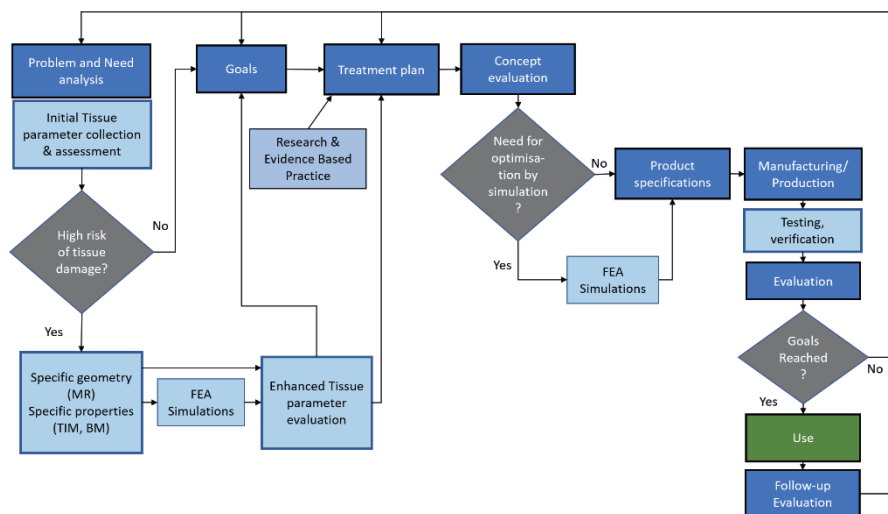 Problem and Need
analysis
Initial Tissue
parameter collection
& assessment
High risk
of tissue
damage?
No
Yes
Specific geometry
(MR)
Specific properties
(TIM, BM)
FEA
Simulations
Enhanced Tissue
parameter
evaluation
Goals
Treatment plan
Research &
Evidence Based
Practice
Concept
evaluation
Need for
optimisa-
tion by
simulation
?
No
Yes
FEA
Simulations
Product
specifications
Manufacturing/
Production
Testing,
verification
Evaluation
Goals
Reached
?
No
Yes
Use
Follow-up
Evaluation